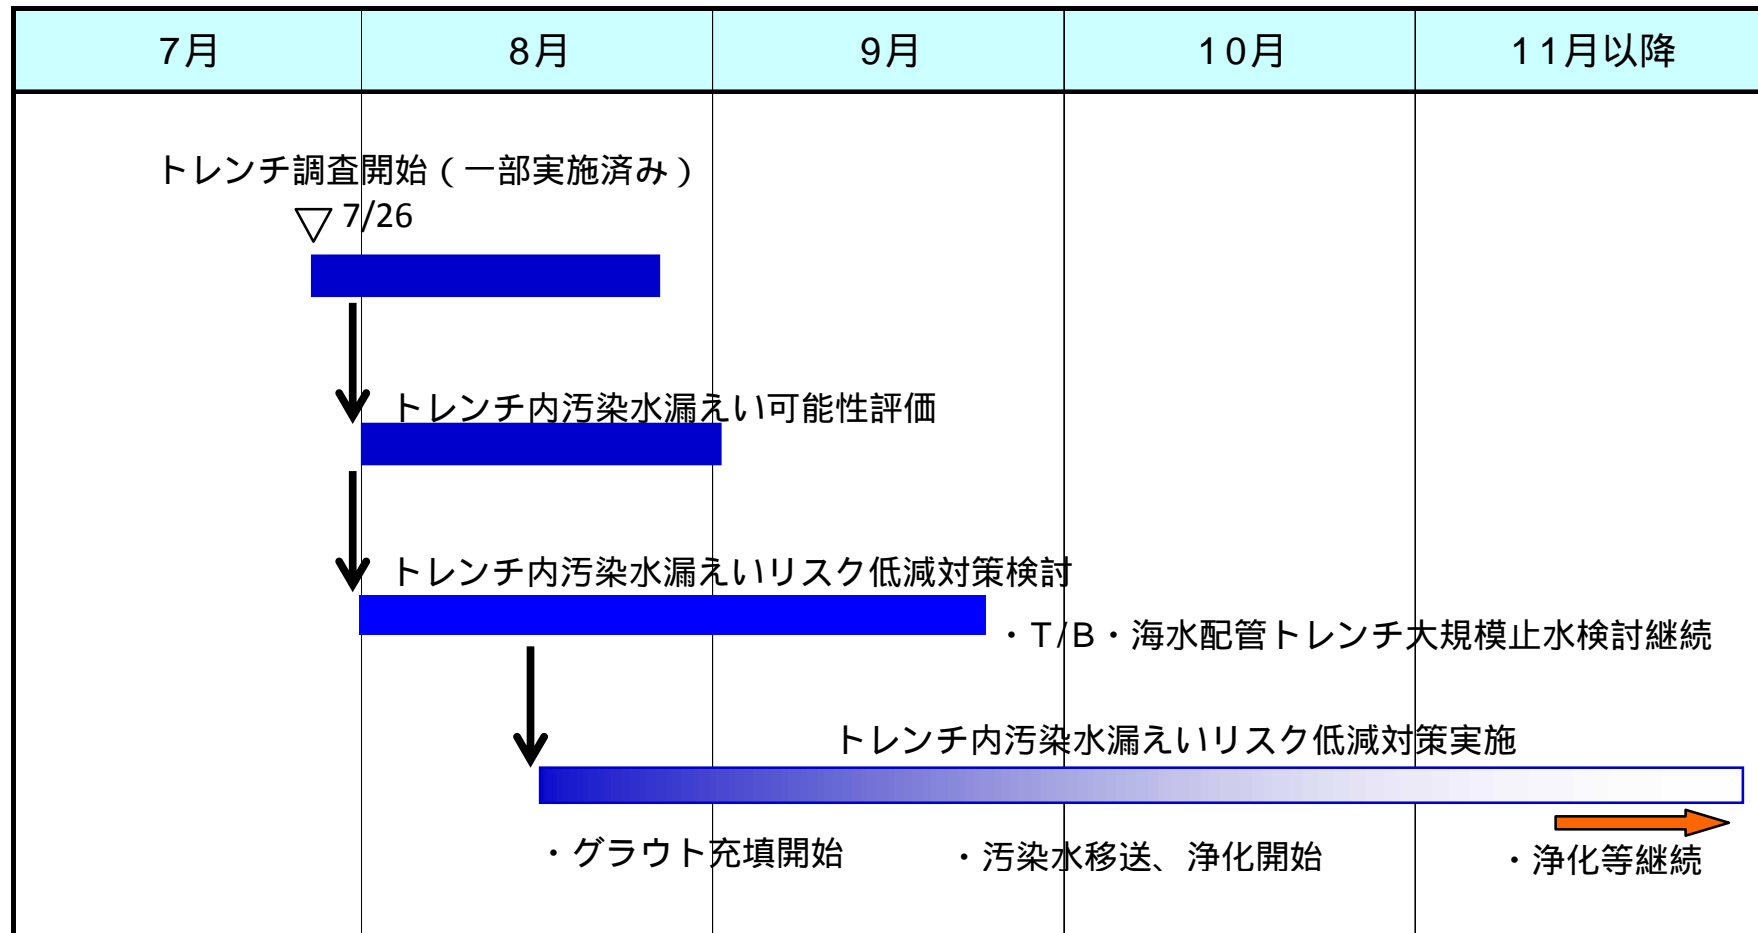 7月 8月 9月 10月 11月以降
トレンチ調査開始（一部実施済み）
7/26
トレンチ内汚染水漏えい可能性評価
トレンチ内汚染水漏えいリスク低減対策検討
・T/B・海水配管トレンチ大規模止水検討継続
トレンチ内汚染水漏えいリスク低減対策実施
・グラウト充填開始 ・汚染水移送、浄化開始 ・浄化等継続